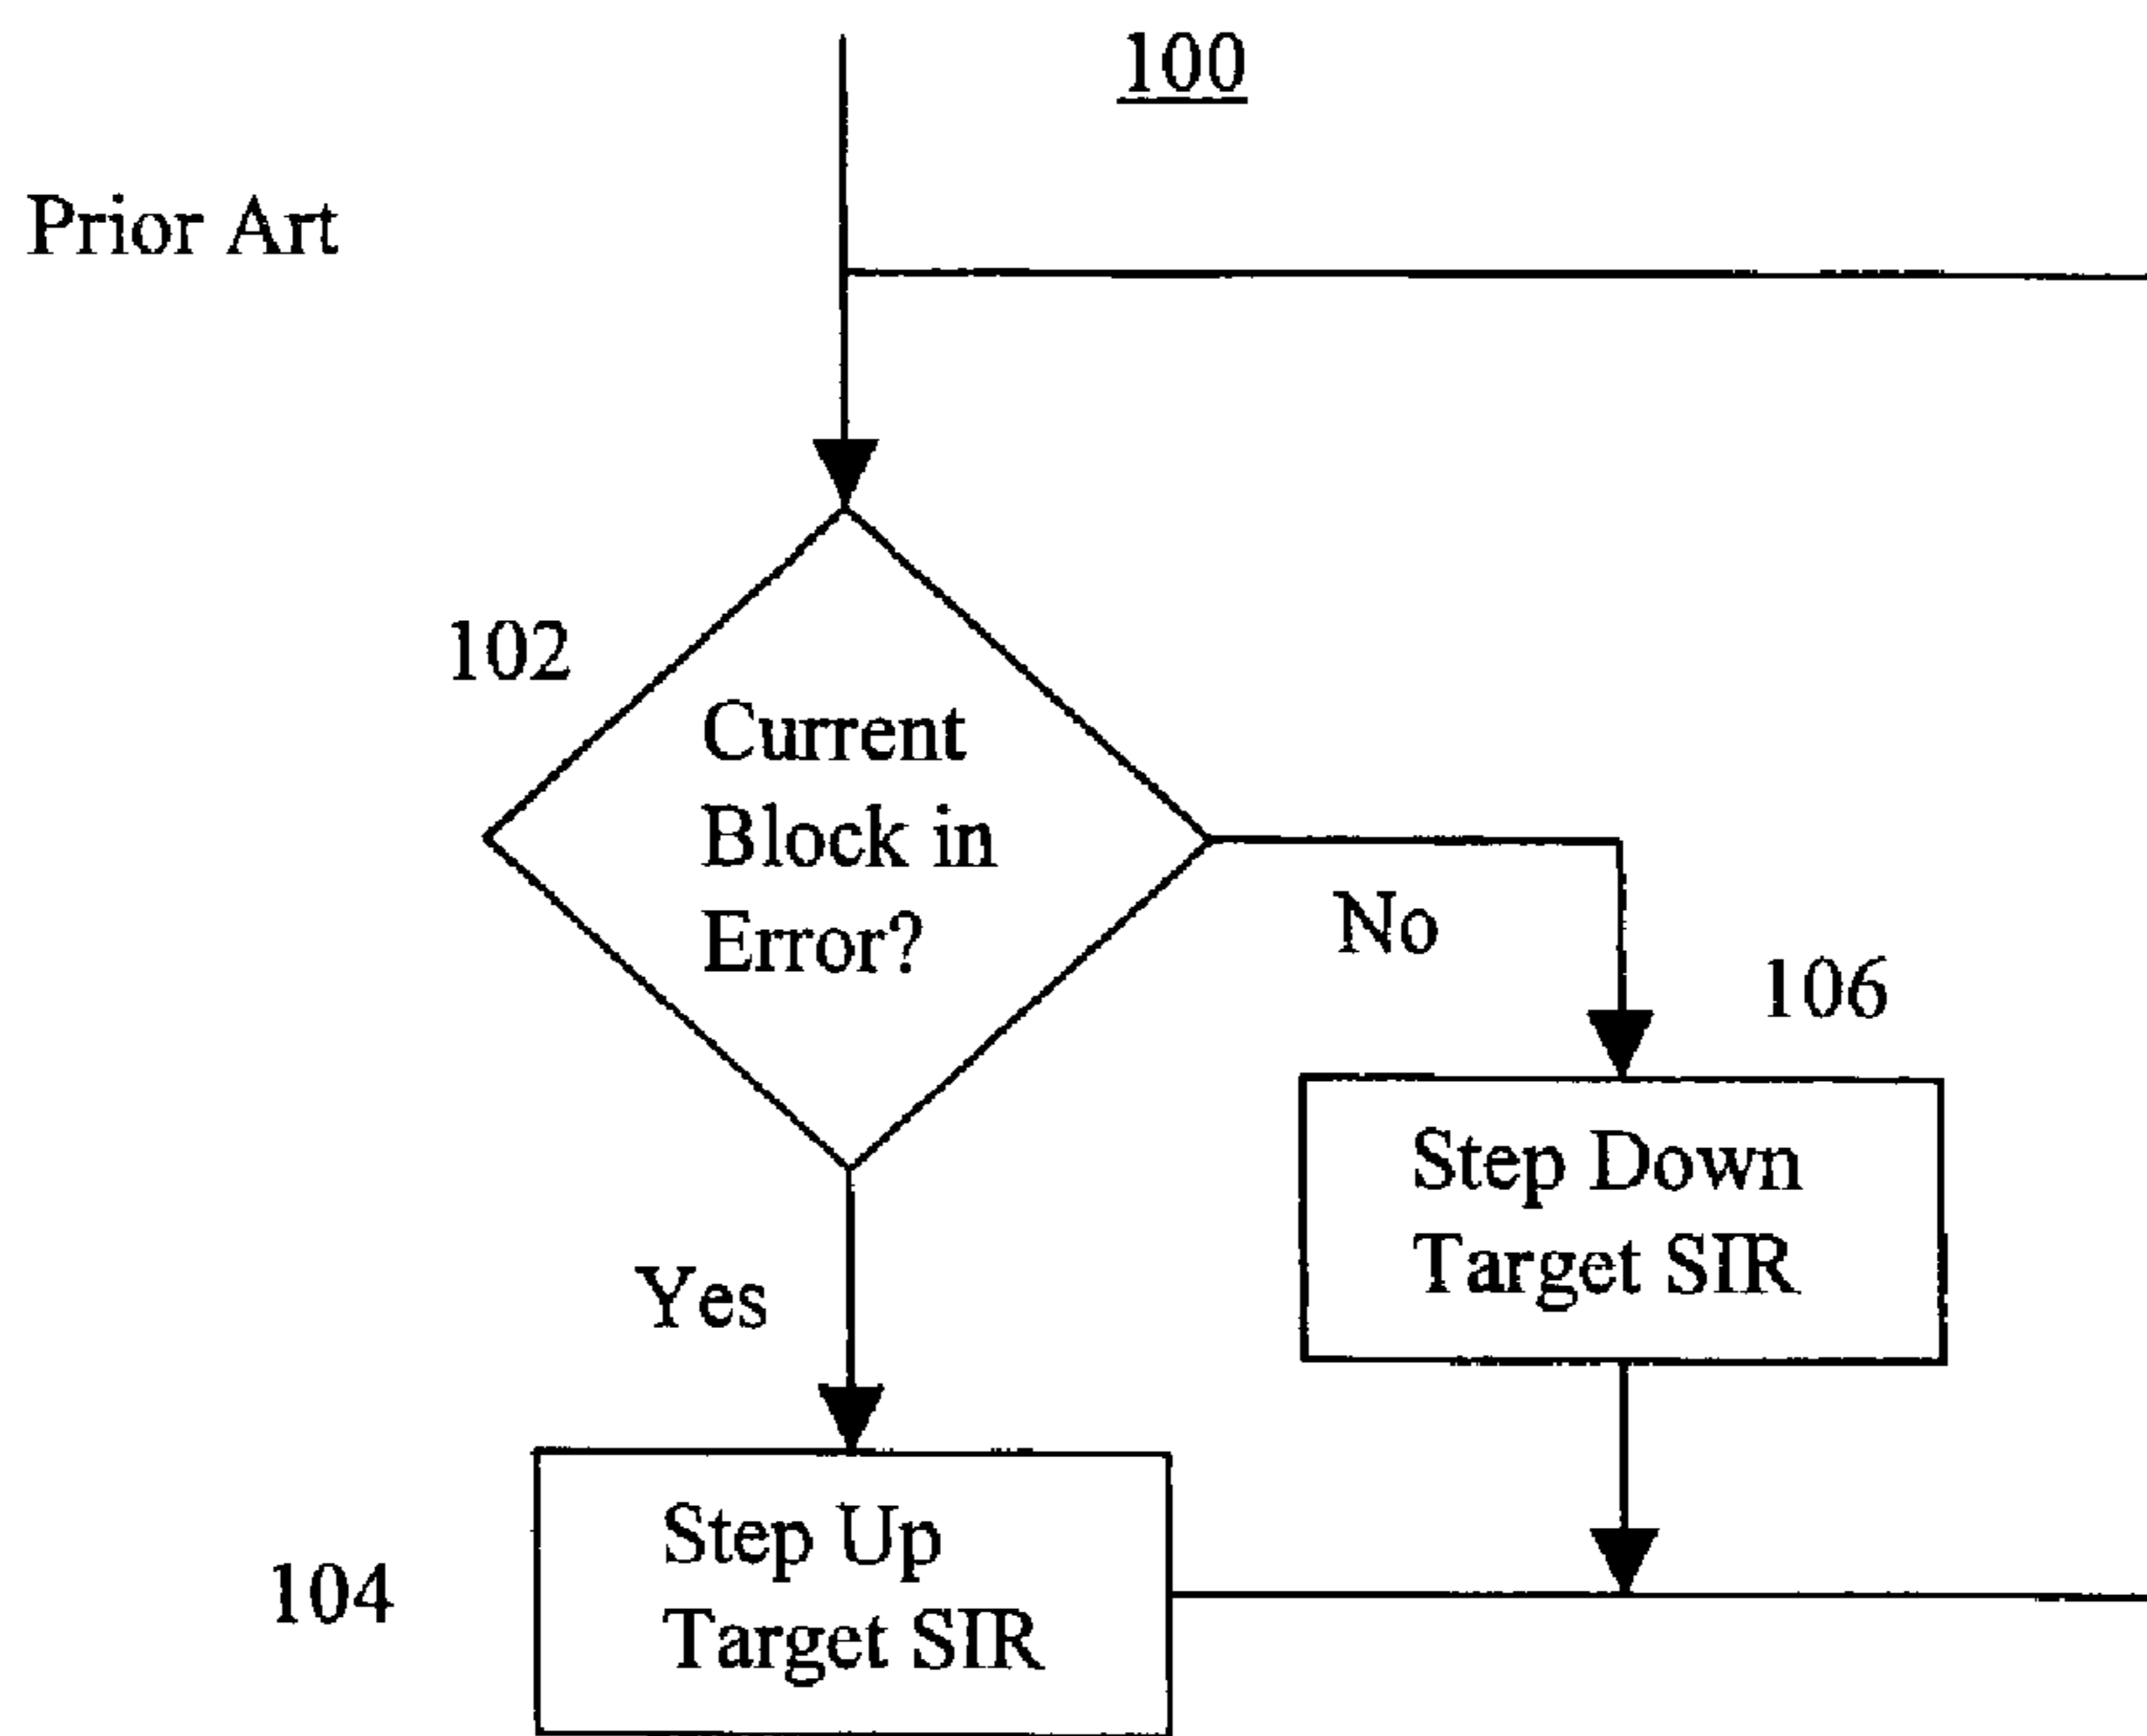 100
Prior Art
102
Current
Block in
Error?
No
106
Step Down
Target SIR
Yes
104
Step Up
Target SIR